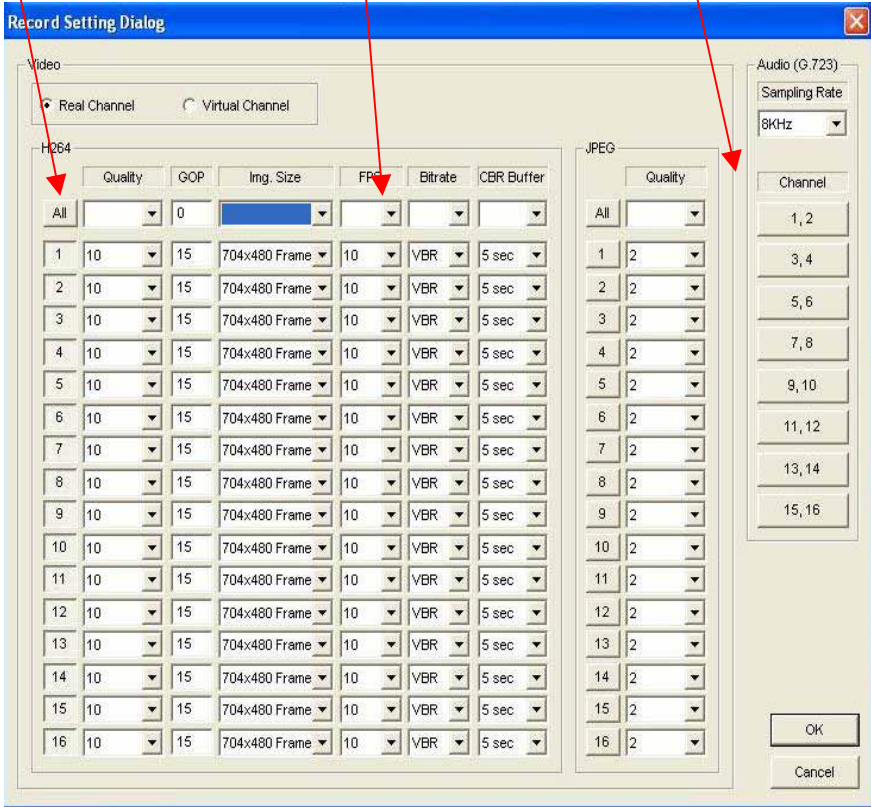 Record Setting Dialog
Video
Real Channel Virtual Channel
H264
Quality GOP Img. Size FPS Bitrate CBR Buffer
All 0
1 10 15 704x480 Frame 10 VBR 5 sec
2 10 15 704x480 Frame 10 VBR 5 sec
3 10 15 704x480 Frame 10 VBR 5 sec
4 10 15 704x480 Frame 10 VBR 5 sec
5 10 15 704x480 Frame 10 VBR 5 sec
6 10 15 704x480 Frame 10 VBR 5 sec
7 10 15 704x480 Frame 10 VBR 5 sec
8 10 15 704x480 Frame 10 VBR 5 sec
9 10 15 704x480 Frame 10 VBR 5 sec
10 10 15 704x480 Frame 10 VBR 5 sec
11 10 15 704x480 Frame 10 VBR 5 sec
12 10 15 704x480 Frame 10 VBR 5 sec
13 10 15 704x480 Frame 10 VBR 5 sec
14 10 15 704x480 Frame 10 VBR 5 sec
15 10 15 704x480 Frame 10 VBR 5 sec
16 10 15 704x480 Frame 10 VBR 5 sec
JPEG
Quality
All
1 2
2 2
3 2
4 2
5 2
6 2
7 2
8 2
9 2
10 2
11 2
12 2
13 2
14 2
15 2
16 2
Audio (G.723)
Sampling Rate
8KHz
Channel
1, 2
3, 4
5, 6
7, 8
9, 10
11, 12
13, 14
15, 16
OK
Cancel